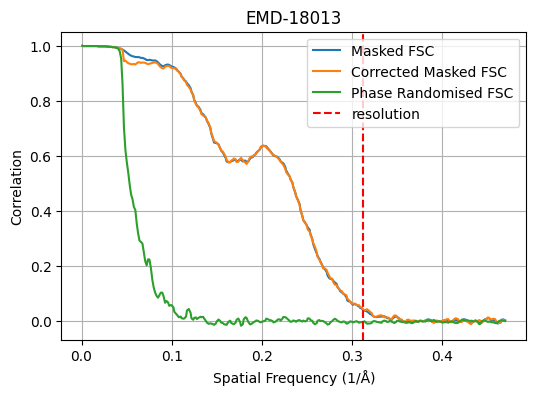 EMD-18013
Masked FSC
Corrected Masked FSC
Phase Randomised FSC
resolution
Correlation
1.0
0.8
0.6
0.4
0.2
0.0
0.0 0.1 0.2 0.3 0.4
Spatial Frequency (1/Å)